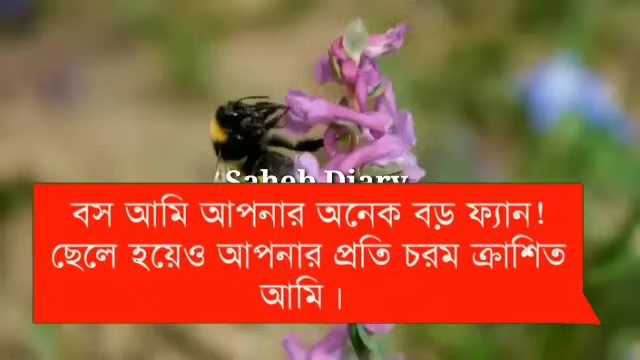 Saheb Diary
বস আমি আপনার অনেক বড় ফ্যান!
ছেলে হয়েও আপনার প্রতি চরম ক্রাশিত
আমি।